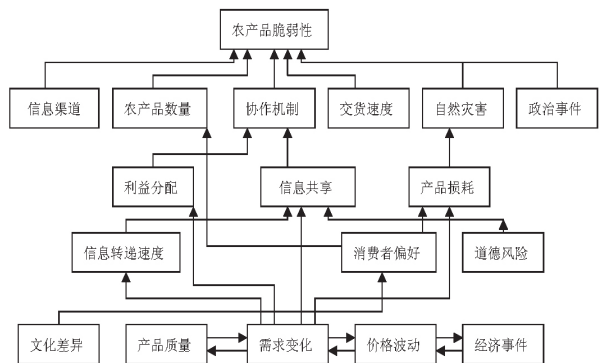 农产品脆弱性
信息渠道
农产品数量
协作机制
交货速度
自然灾害
政治事件
利益分配
信息共享
产品损耗
信息转递速度
消费者偏好
道德风险
文化差异
产品质量
需求变化
价格波动
经济事件